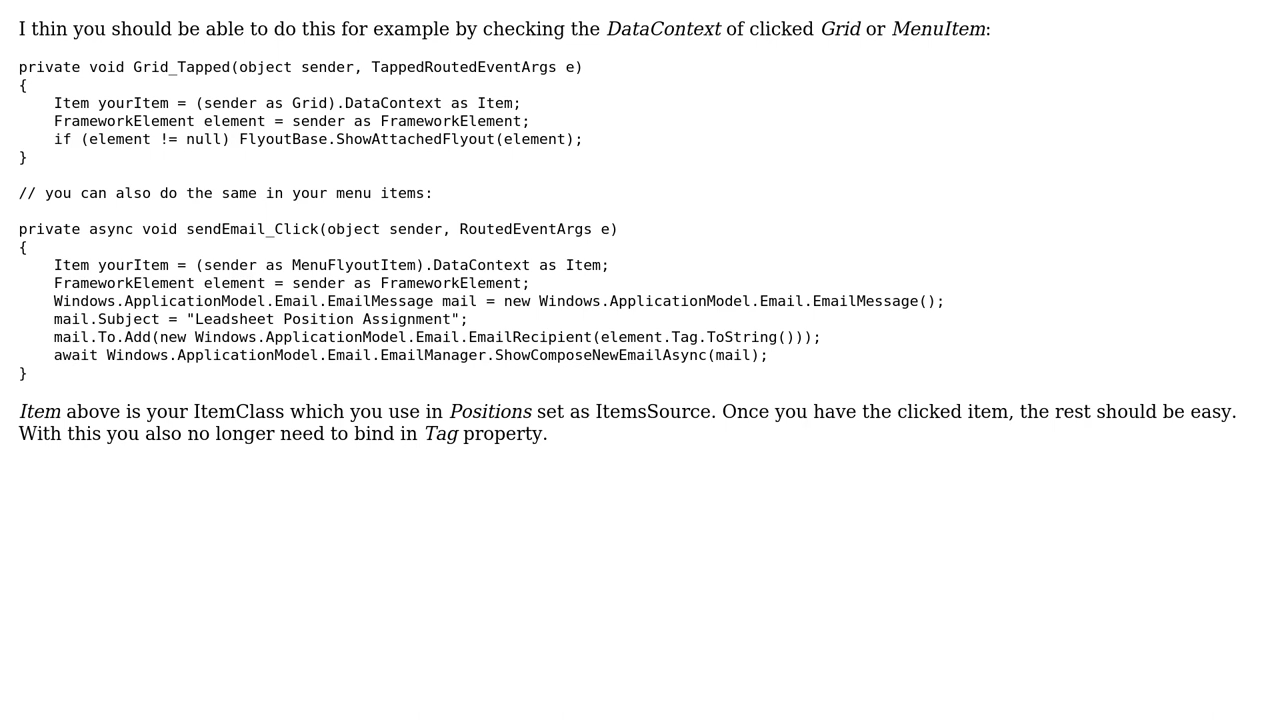 I thin you should be able to do this for example by checking the DataContext of clicked Grid or MenuItem:
private void Grid_Tapped(object sender, TappedRoutedEventArgs e)
{
    Item yourItem = (sender as Grid).DataContext as Item;
    FrameworkElement element = sender as FrameworkElement;
    if (element != null) FlyoutBase.ShowAttachedFlyout(element);
}
// you can also do the same in your menu items:
private async void sendEmail_Click(object sender, RoutedEventArgs e)
{
    Item yourItem = (sender as MenuFlyoutItem).DataContext as Item;
    FrameworkElement element = sender as FrameworkElement;
    Windows.ApplicationModel.Email.EmailMessage mail = new Windows.ApplicationModel.Email.EmailMessage();
    mail.Subject = "Leadsheet Position Assignment";
    mail.To.Add(new Windows.ApplicationModel.Email.EmailRecipient(element.Tag.ToString()));
    await Windows.ApplicationModel.Email.EmailManager.ShowComposeNewEmailAsync(mail);
}
Item above is your ItemClass which you use in Positions set as ItemsSource. Once you have the clicked item, the rest should be easy.
With this you also no longer need to bind in Tag property.